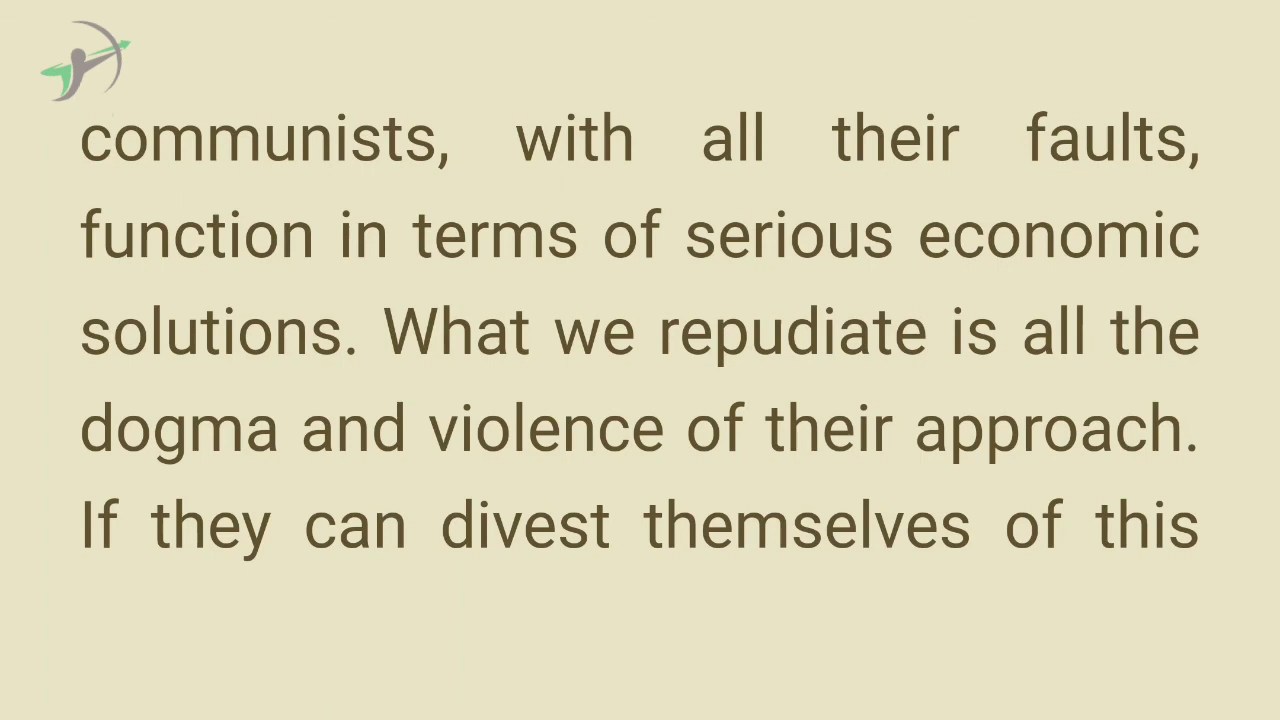 communists, with all their faults,
function in terms of serious economic
solutions. What we repudiate is all the
dogma and violence of their approach.
If they can divest themselves of this